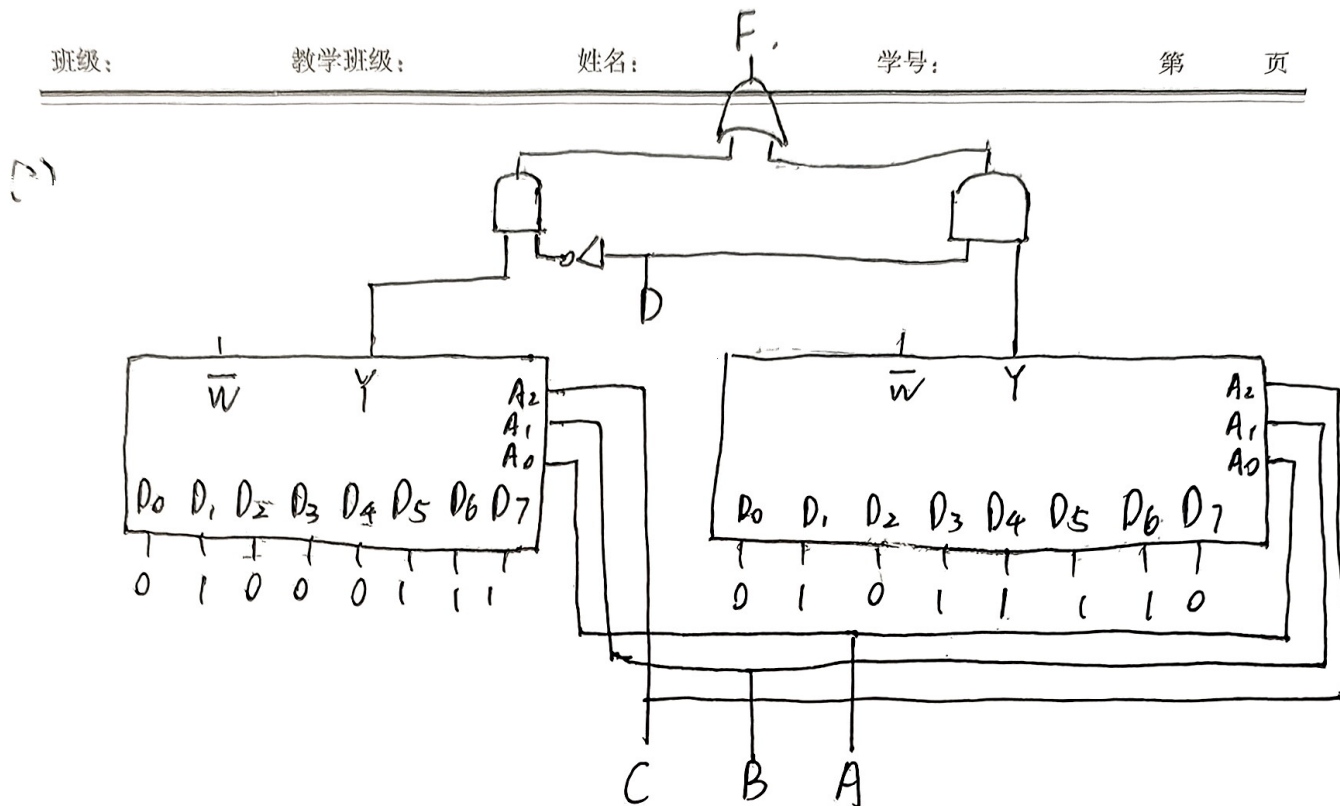 F.
班级: 教学班级: 姓名: 学号: 第 页
D
W̅ Y A₂
A₁
A₀
D₀ D₁ D₂ D₃ D₄ D₅ D₆ D₇
0 1 0 0 0 1 1 1
W̅ Y A₂
A₁
A₀
D₀ D₁ D₂ D₃ D₄ D₅ D₆ D₇
0 1 0 1 1 1 1 0
C B A